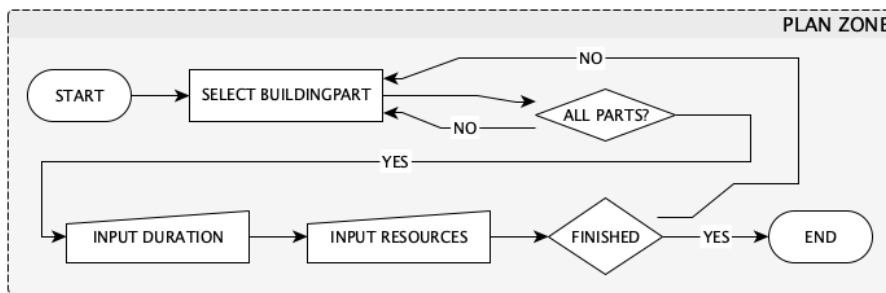 PLAN ZONE
NO
START
SELECT BUILDINGPART
ALL PARTS?
NO
YES
INPUT DURATION
INPUT RESOURCES
FINISHED
YES
END